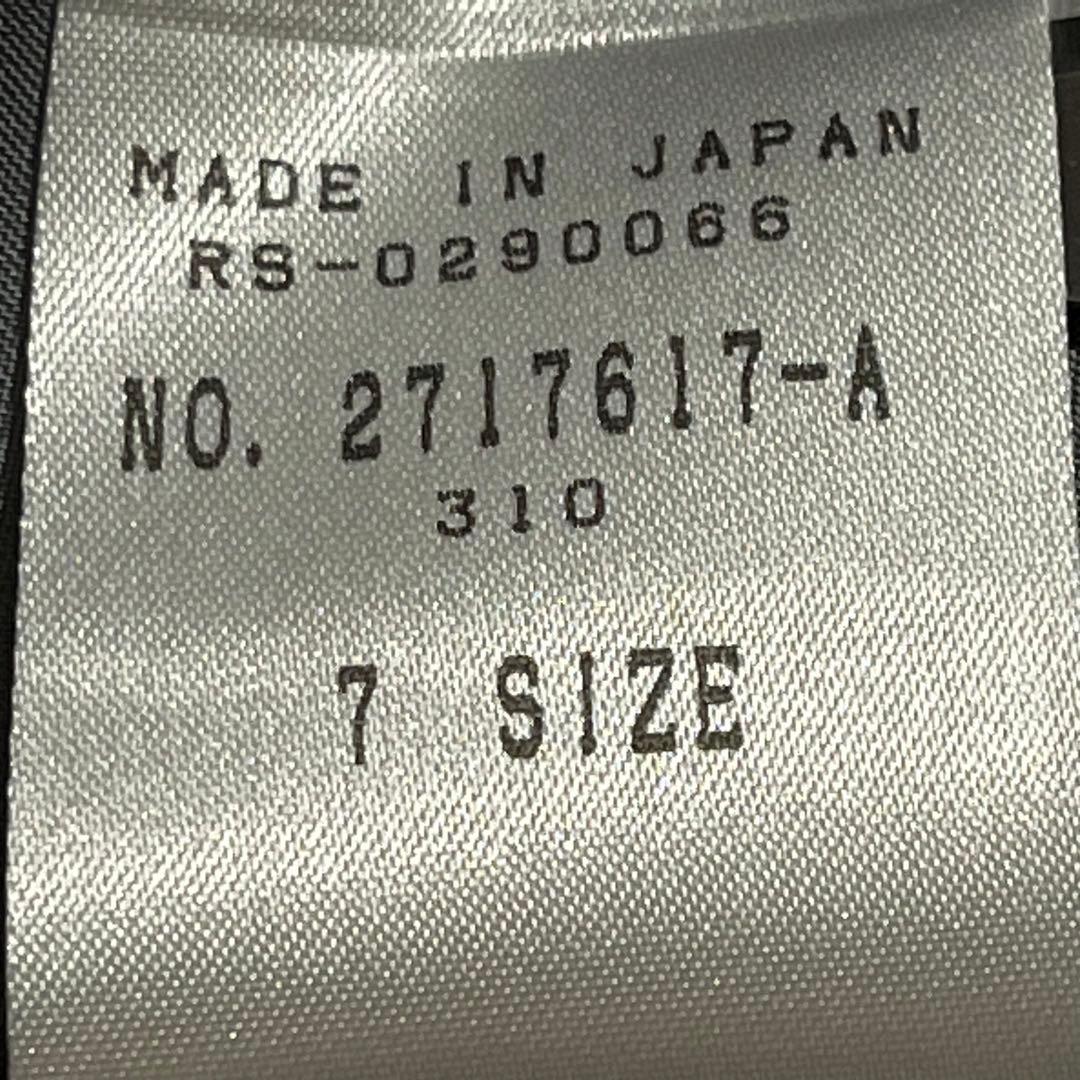 MADE IN JAPAN
RS-0290066
NO. 2717617-A
310
7 SIZE